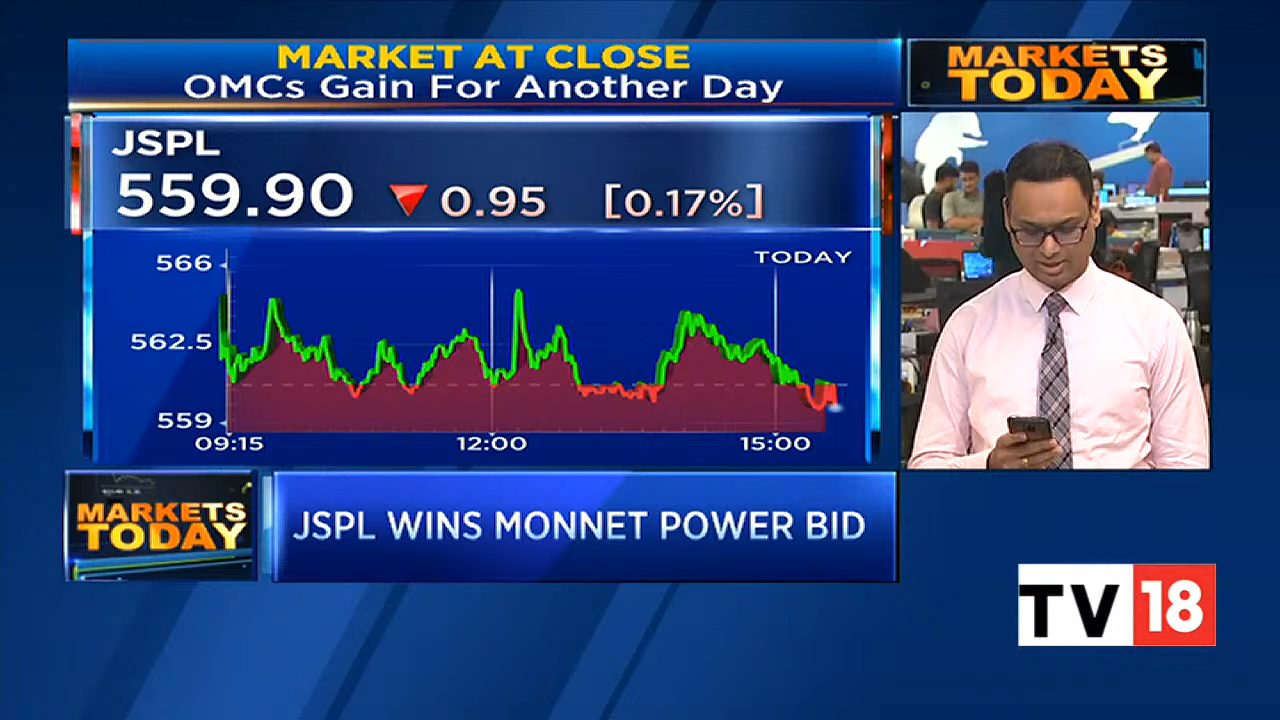 MARKET AT CLOSE
OMCs Gain For Another Day
MARKETS
TODAY
JSPL
559.90 ▼ 0.95 [0.17%]
TODAY
566
562.5
559
09:15 12:00 15:00
MARKETS
TODAY
JSPL WINS MONNET POWER BID
TV18